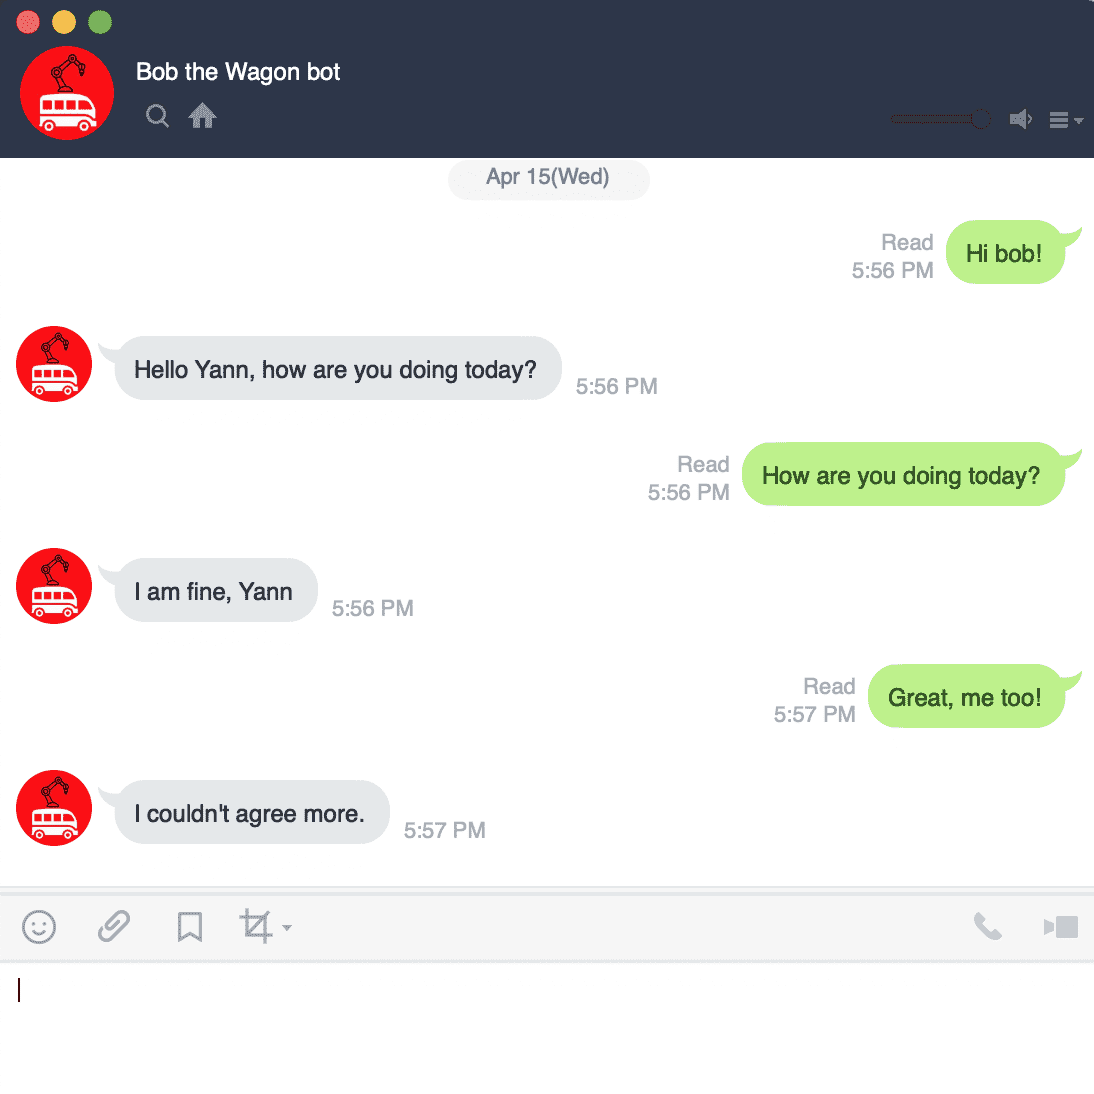 Bob the Wagon bot
Apr 15(Wed)
Read
5:56 PM
Hi bob!
Hello Yann, how are you doing today?
5:56 PM
Read
5:56 PM
How are you doing today?
I am fine, Yann
5:56 PM
Read
5:57 PM
Great, me too!
I couldn't agree more.
5:57 PM